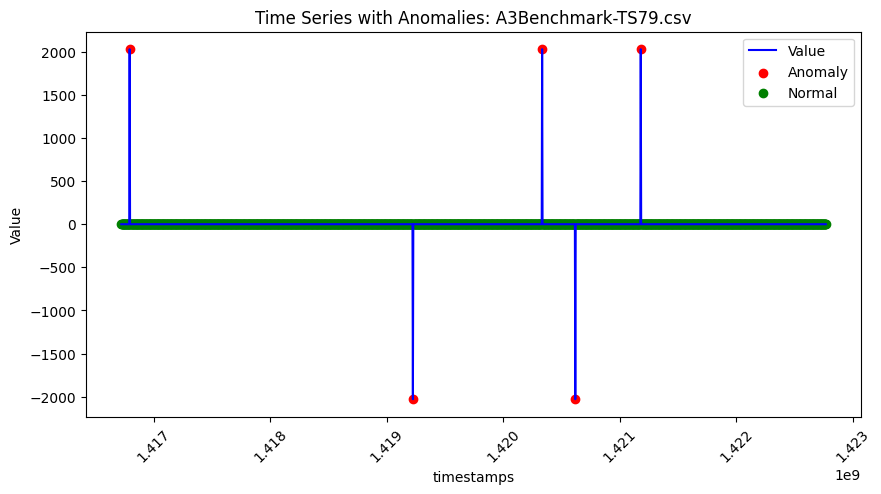 Time Series with Anomalies: A3Benchmark-TS79.csv
Value
Anomaly
Normal
2000
1500
1000
500
0
−500
−1000
−1500
−2000
Value
1.417
1.418
1.419
1.420
1.421
1.422
1.423
1e9
timestamps